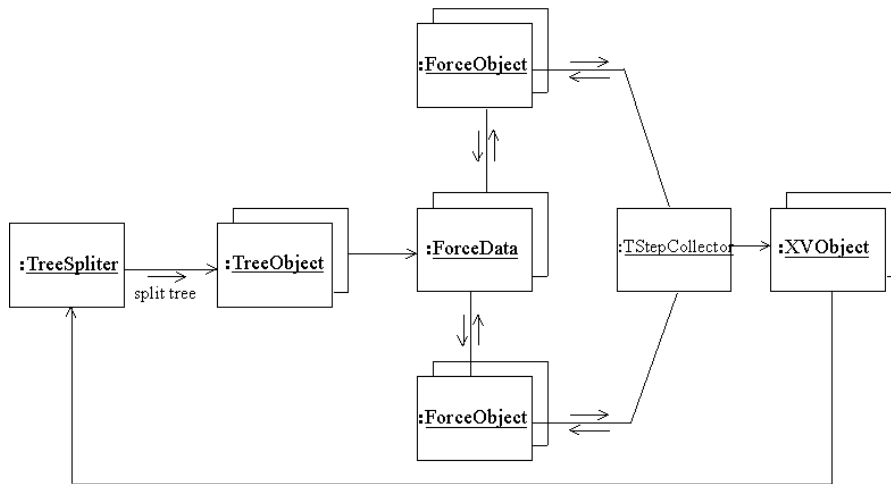 :ForceObject
:TreeSpliter
split tree
:TreeObject
:ForceData
:TStepCollector
:XVObject
:ForceObject